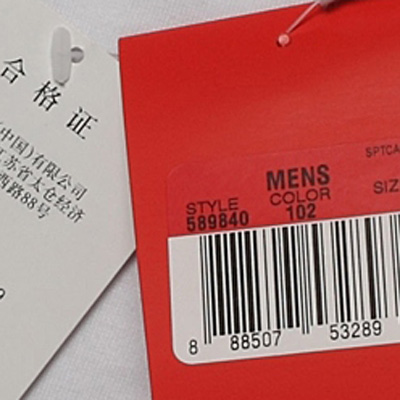 合格证
(中国)有限公司
江苏省太仓经济
西路88号
SPTCA
MENS
STYLE COLOR SIZ
589840 102
8 88507 53289